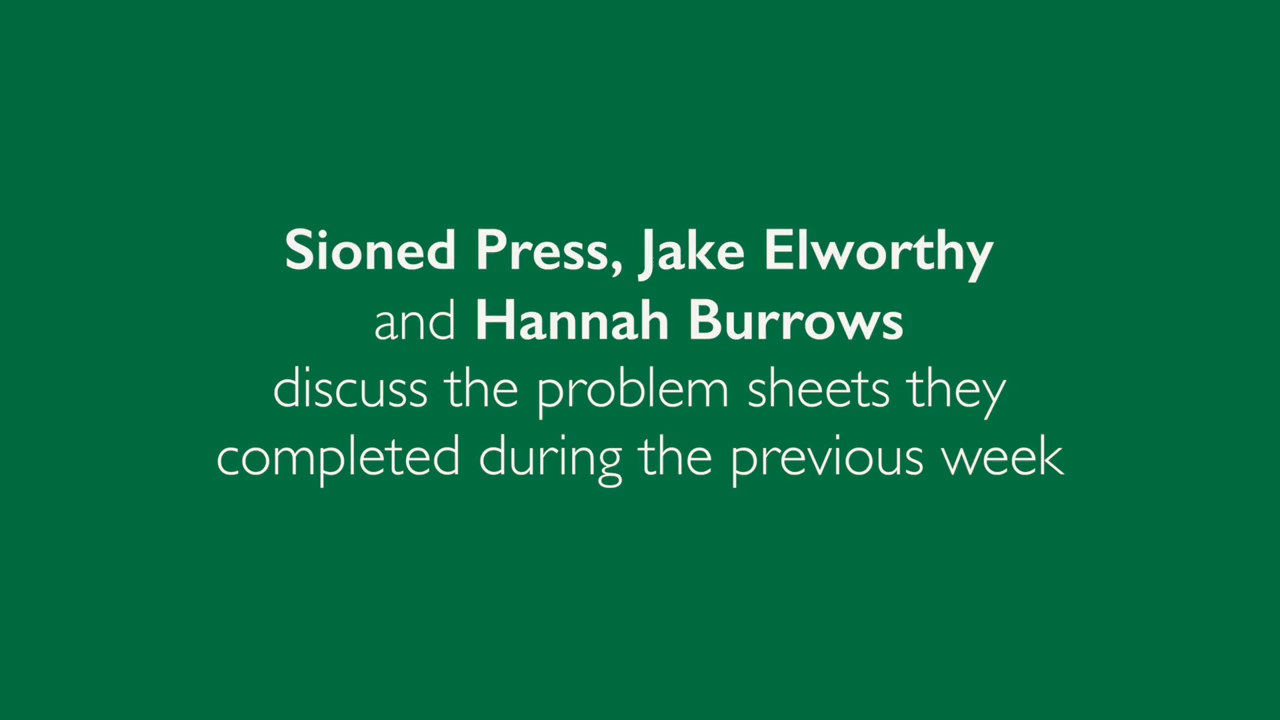 Sioned Press, Jake Elworthy
and Hannah Burrows
discuss the problem sheets they
completed during the previous week